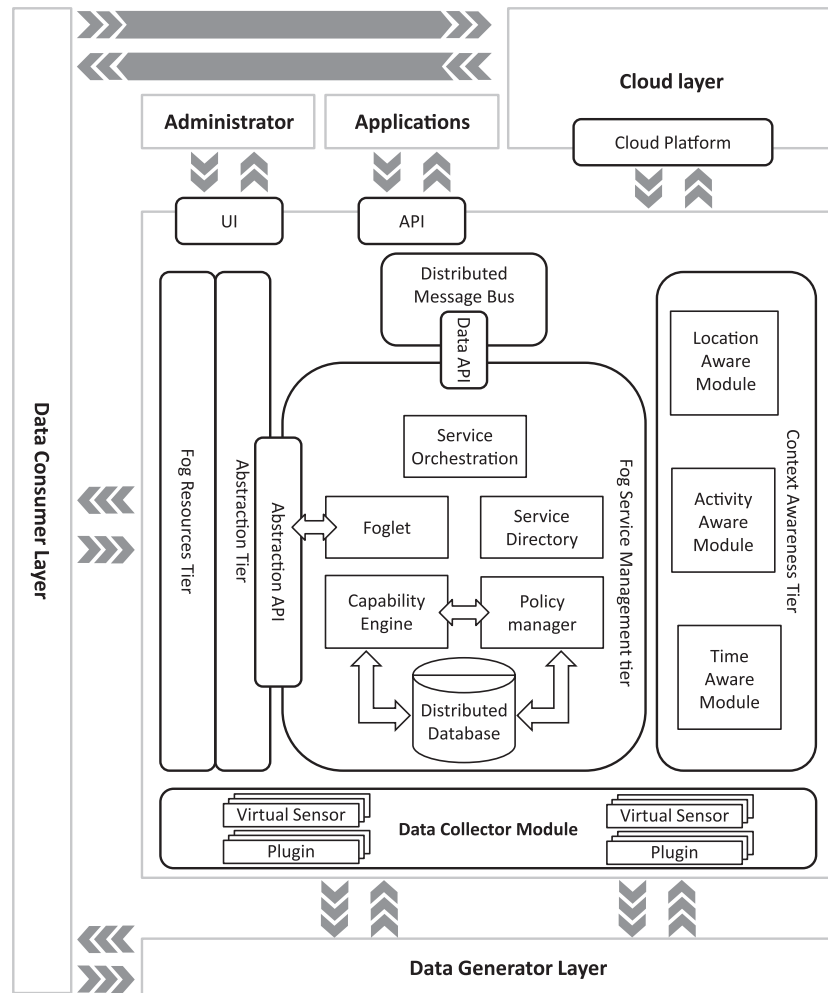 Cloud layer
Administrator
Applications
Cloud Platform
UI
API
Distributed
Message Bus
Data API
Location
Aware
Module
Service
Orchestration
Data Consumer Layer
Fog Resources Tier
Abstraction Tier
Abstraction API
Foglet
Service
Directory
Fog Service Management tier
Activity
Aware
Module
Context Awareness Tier
Capability
Engine
Policy
manager
Time
Aware
Module
Distributed
Database
Virtual Sensor
Plugin
Data Collector Module
Virtual Sensor
Plugin
Data Generator Layer